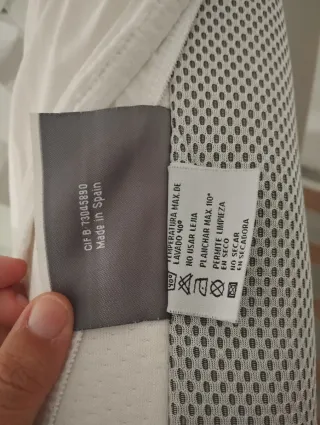 CIF B 73045890
Made in Spain
TEMPERATURA MAX. DE
LAVADO 40º
NO USAR LEJIA
PLANCHAR MAX. 110º
PERMITE LIMPIEZA
EN SECO
NO SECAR
EN SECADORA